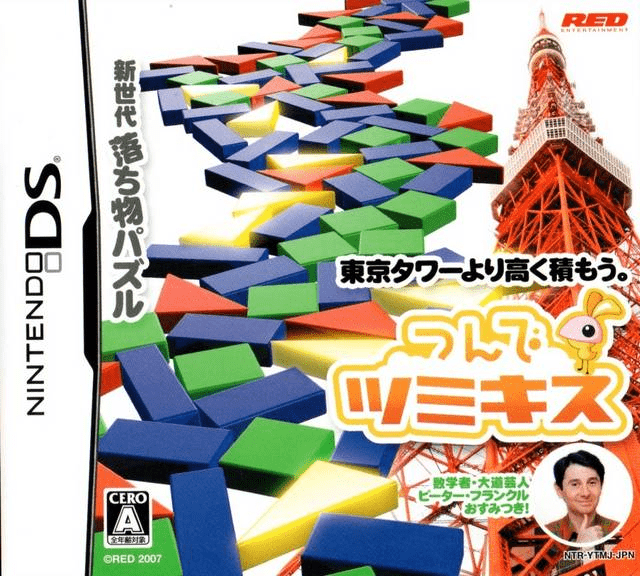 NINTENDO DS®
RED
ENTERTAINMENT
新世代 落ち物パズル
東京タワーより高く積もう。
つんで
ツミキス
数学者・大道芸人
ピーター・フランクル
おすみつき!
CERO
A
全年齢対象
©RED 2007
NTR-YTMJ-JPN